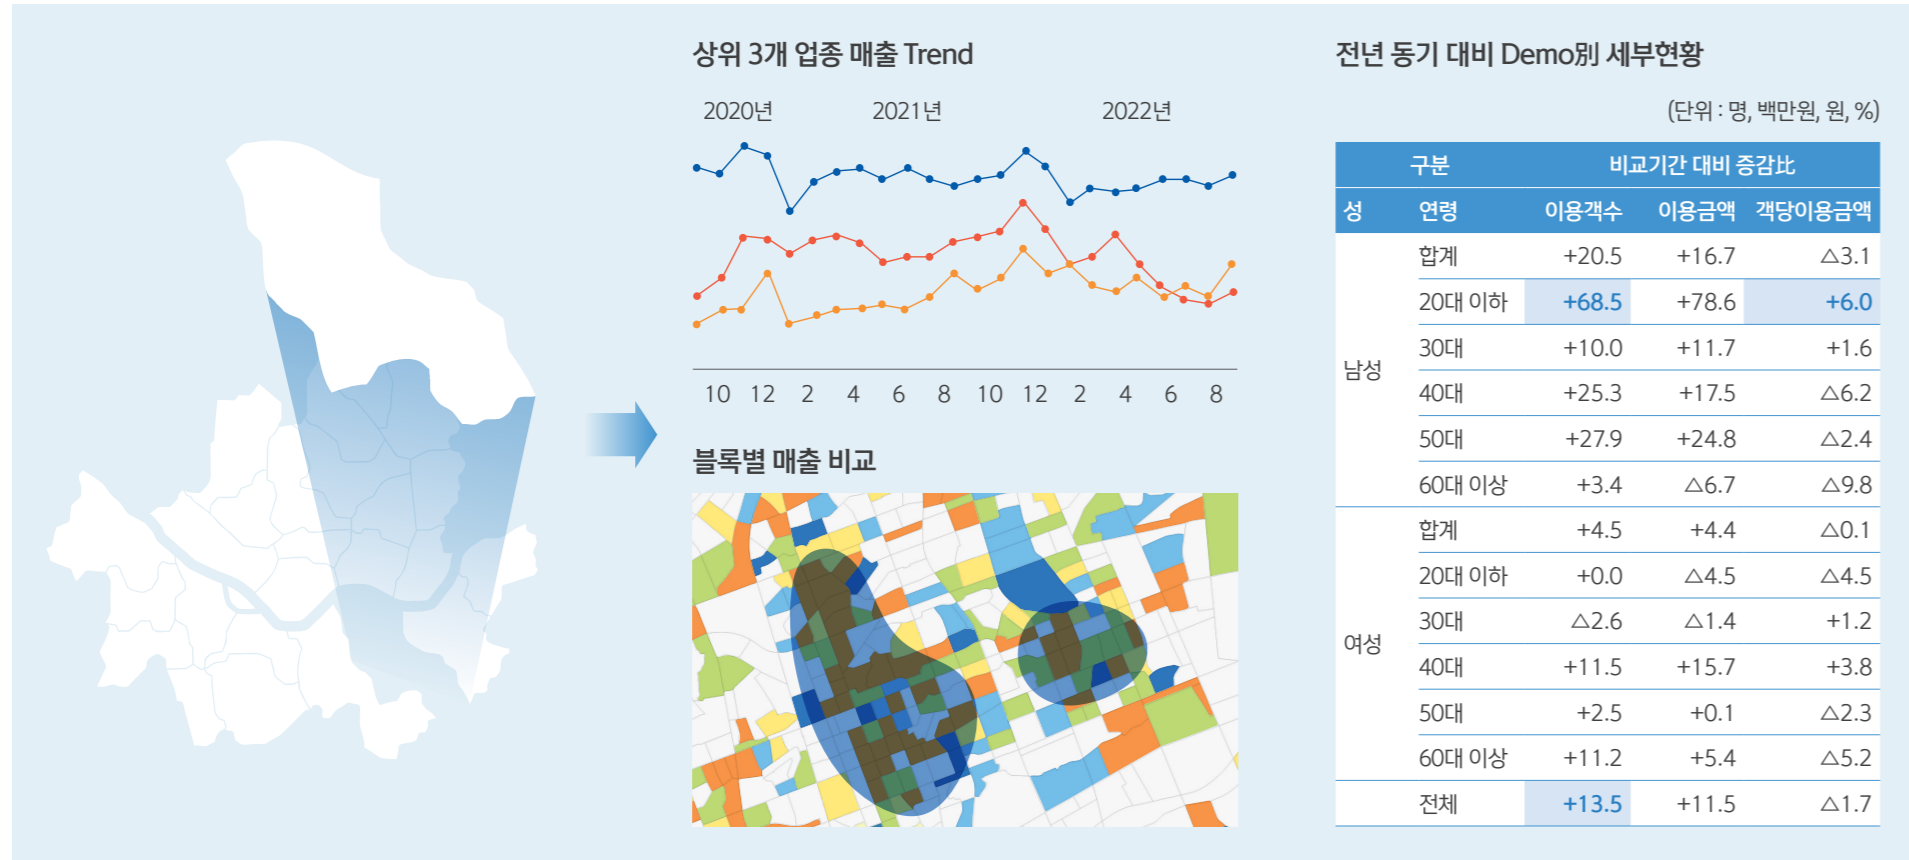 상위 3개 업종 매출 Trend
2020년 2021년 2022년
10 12 2 4 6 8 10 12 2 4 6 8
블록별 매출 비교
전년 동기 대비 Demo別 세부현황
(단위 : 명, 백만원, 원, %)
구분 비교기간 대비 증감比
성 연령 이용객수 이용금액 객당이용금액
남성
합계 +20.5 +16.7 △3.1
20대 이하 +68.5 +78.6 +6.0
30대 +10.0 +11.7 +1.6
40대 +25.3 +17.5 △6.2
50대 +27.9 +24.8 △2.4
60대 이상 +3.4 △6.7 △9.8
여성
합계 +4.5 +4.4 △0.1
20대 이하 +0.0 △4.5 △4.5
30대 △2.6 △1.4 +1.2
40대 +11.5 +15.7 +3.8
50대 +2.5 +0.1 △2.3
60대 이상 +11.2 +5.4 △5.2
전체 +13.5 +11.5 △1.7